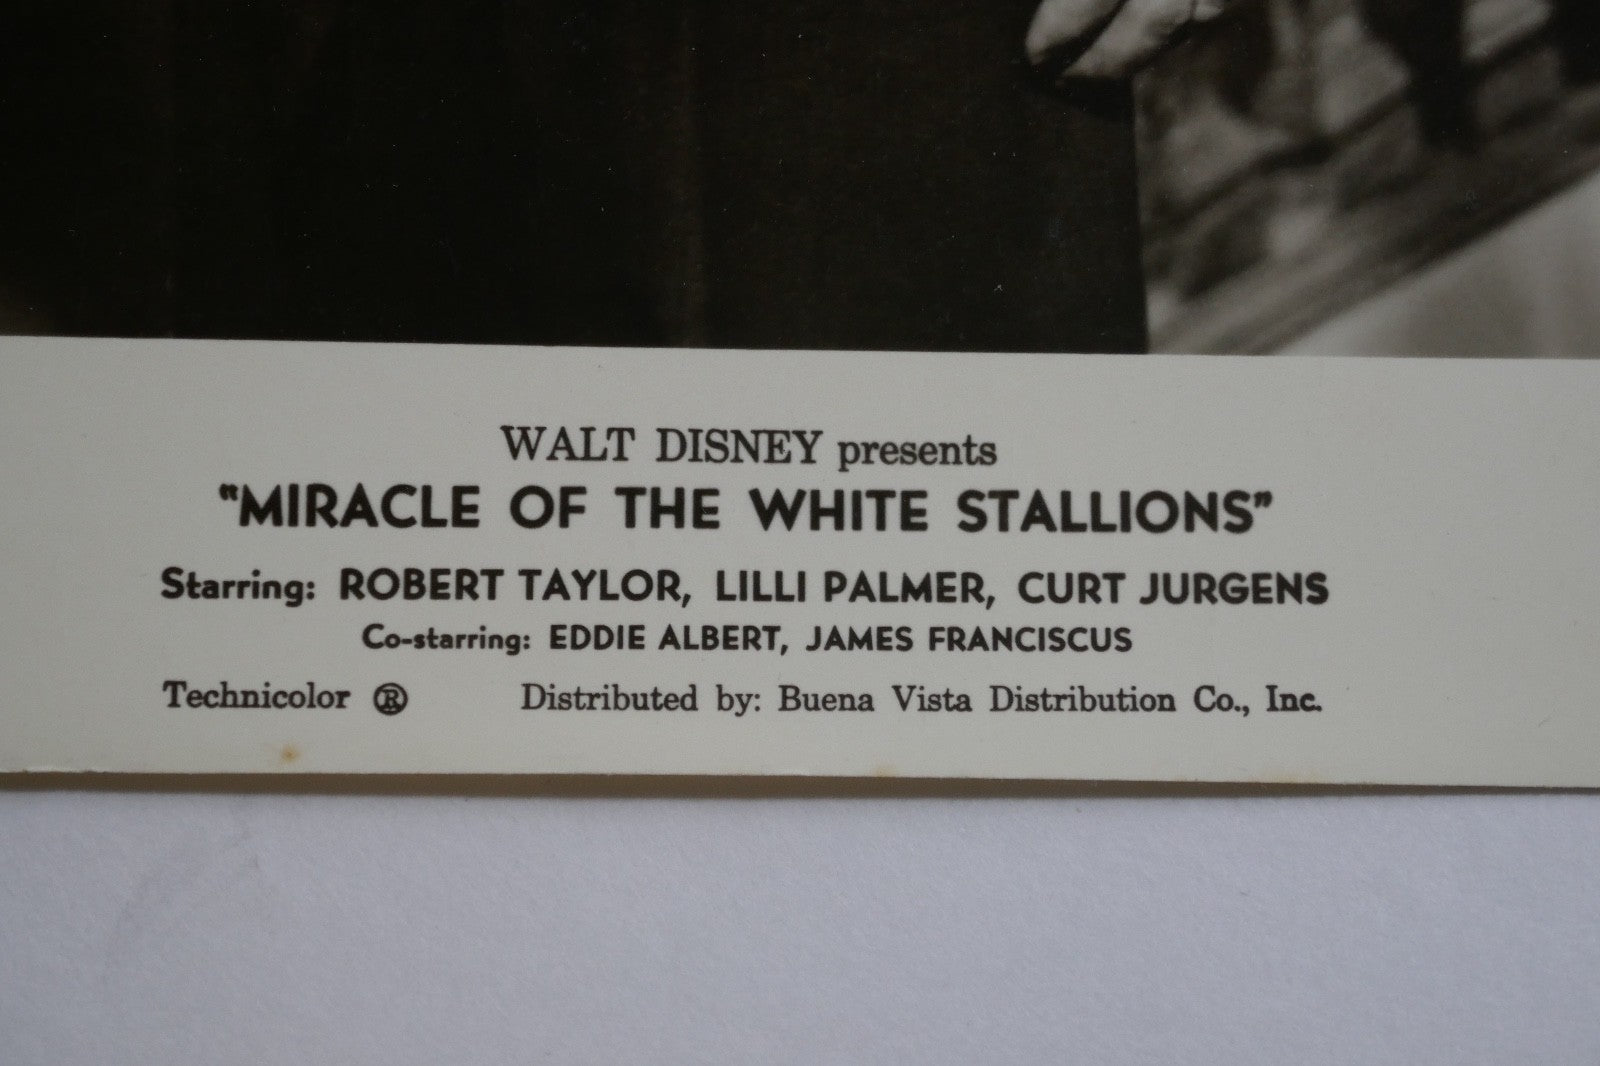 WALT DISNEY presents
"MIRACLE OF THE WHITE STALLIONS"
Starring: ROBERT TAYLOR, LILLI PALMER, CURT JURGENS
Co-starring: EDDIE ALBERT, JAMES FRANCISCUS
Technicolor ® Distributed by: Buena Vista Distribution Co., Inc.